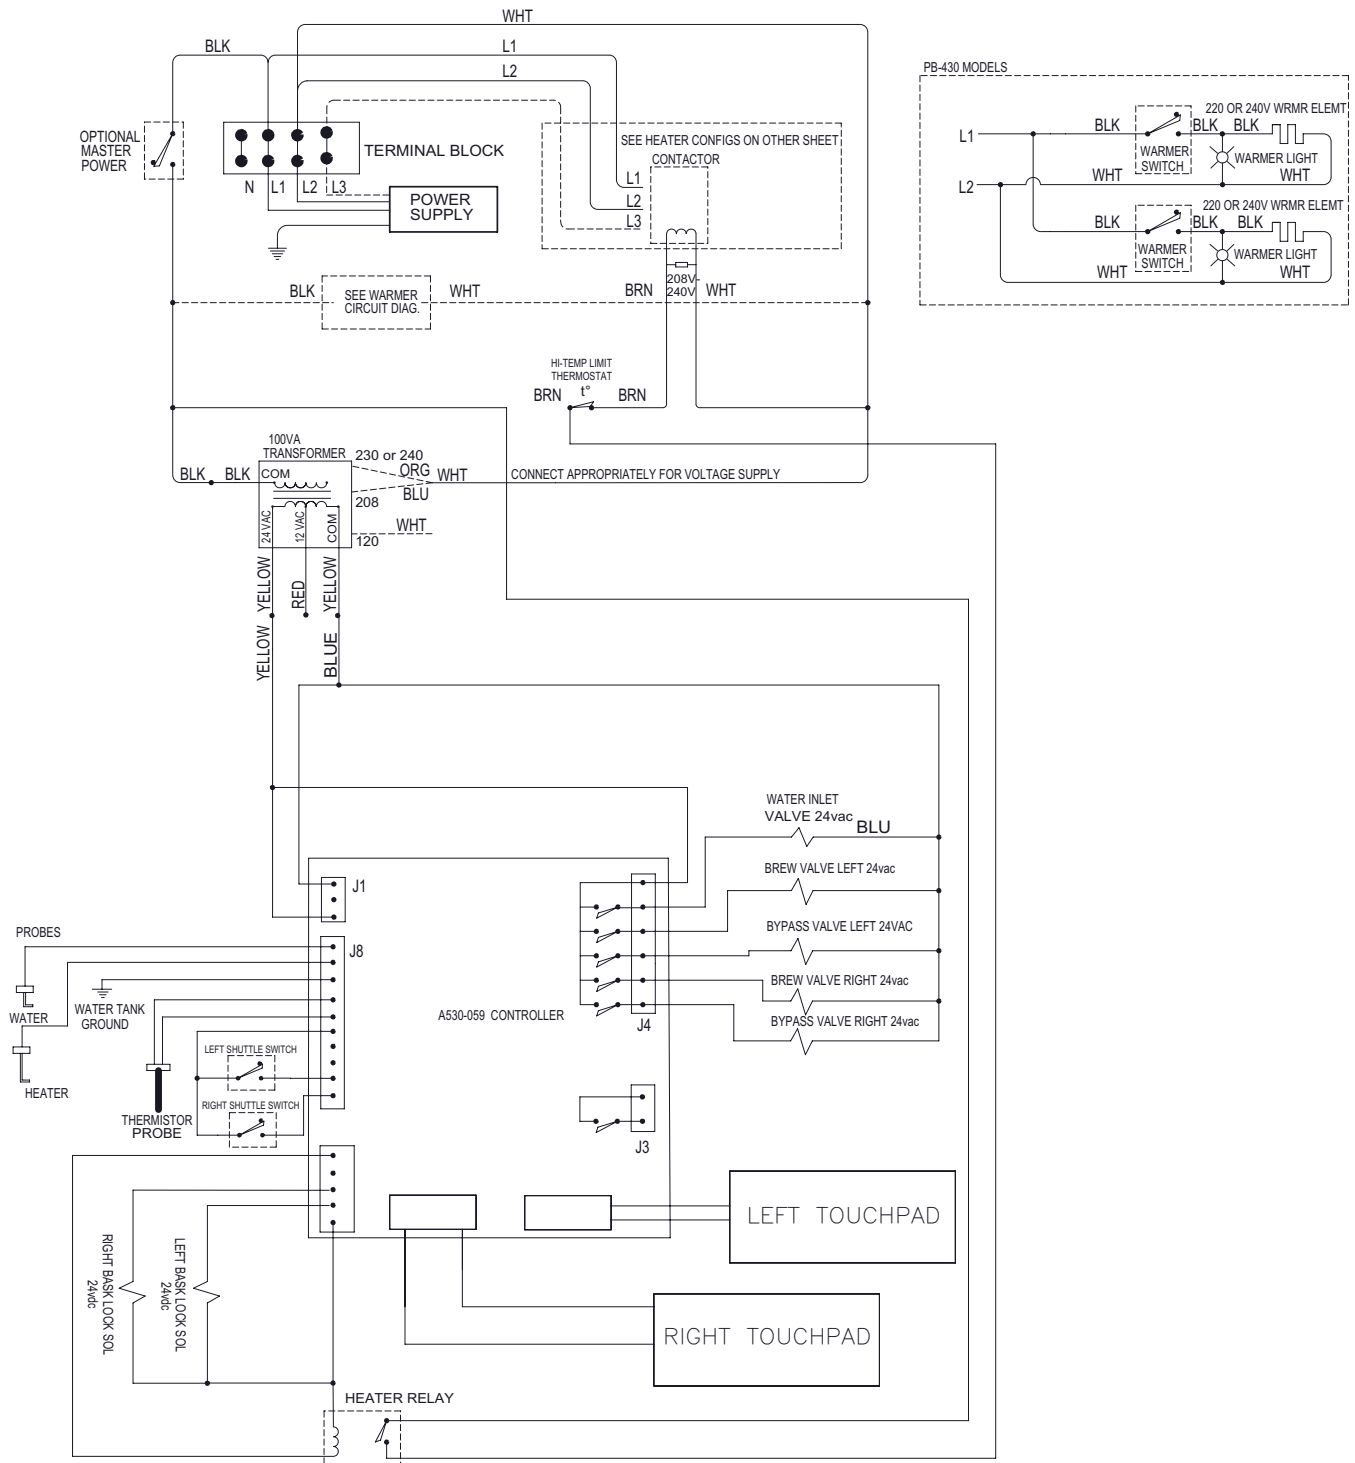 WHT
BLK
L1
L2
OPTIONAL
MASTER
POWER
TERMINAL BLOCK
N L1 L2 L3
POWER
SUPPLY
SEE HEATER CONFIGS ON OTHER SHEET
CONTACTOR
L1
L2
L3
208V-
240V
BRN
WHT
BLK
SEE WARMER
CIRCUIT DIAG.
WHT
PB-430 MODELS
L1
L2
BLK
BLK
BLK
220 OR 240V WRMR ELEMT
WARMER
SWITCH
WARMER LIGHT
WHT
WHT
BLK
BLK
BLK
220 OR 240V WRMR ELEMT
WARMER
SWITCH
WARMER LIGHT
WHT
WHT
HI-TEMP LIMIT
THERMOSTAT
t°
BRN
BRN
100VA
TRANSFORMER
230 or 240
BLK
BLK
COM
ORG
BLU
WHT
CONNECT APPROPRIATELY FOR VOLTAGE SUPPLY
208
WHT
120
24 VAC
12 VAC
COM
YELLOW
RED
YELLOW
YELLOW
BLUE
WATER INLET
VALVE 24vac
BLU
BREW VALVE LEFT 24vac
BYPASS VALVE LEFT 24VAC
BREW VALVE RIGHT 24vac
BYPASS VALVE RIGHT 24vac
J1
J8
J4
J3
A530-059 CONTROLLER
PROBES
WATER
HEATER
WATER TANK
GROUND
THERMISTOR
PROBE
LEFT SHUTTLE SWITCH
RIGHT SHUTTLE SWITCH
RIGHT BASK LOCK SOL
24vdc
LEFT BASK LOCK SOL
24vdc
LEFT TOUCHPAD
RIGHT TOUCHPAD
HEATER RELAY